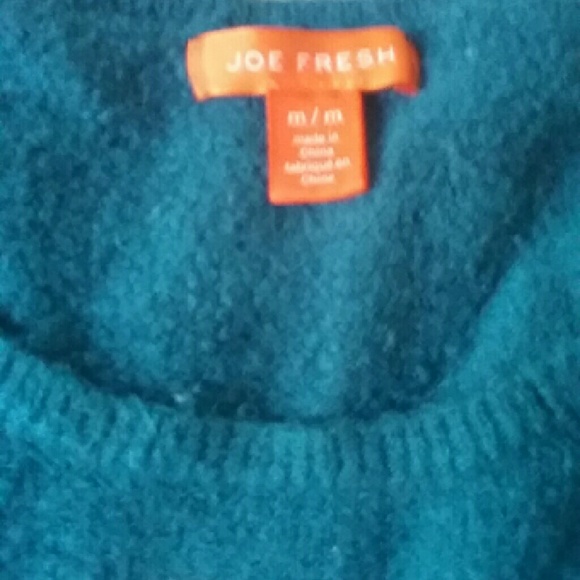 JOE FRESH
m / m
made in
China
fabriqué en
Chine